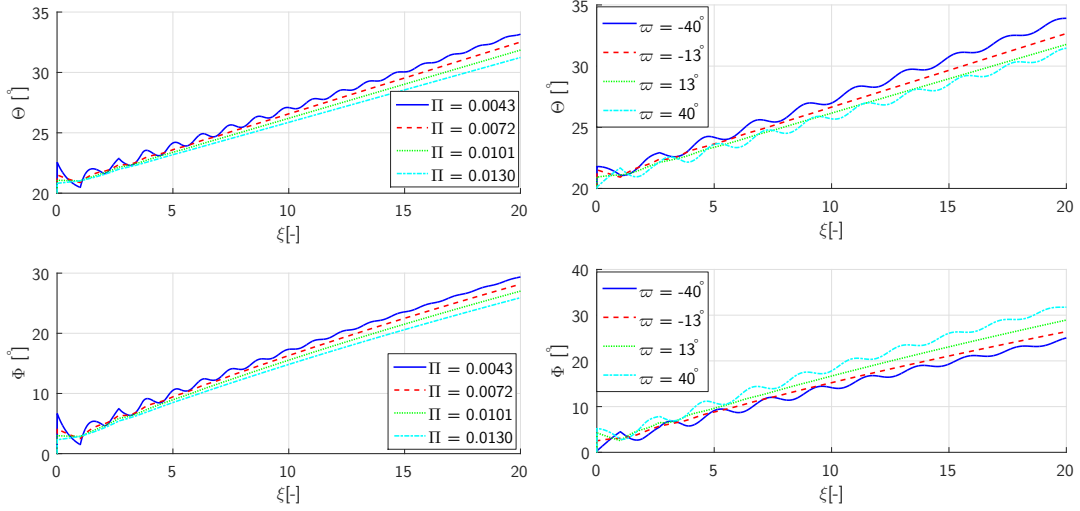 35
30
25
20
Θ [°]
0 5 10 15 20
ξ[-]
Π = 0.0043
Π = 0.0072
Π = 0.0101
Π = 0.0130
35
30
25
20
Θ [°]
0 5 10 15 20
ξ[-]
ϖ = -40°
ϖ = -13°
ϖ = 13°
ϖ = 40°
30
20
10
0
Φ [°]
0 5 10 15 20
ξ[-]
Π = 0.0043
Π = 0.0072
Π = 0.0101
Π = 0.0130
40
30
20
10
0
Φ [°]
0 5 10 15 20
ξ[-]
ϖ = -40°
ϖ = -13°
ϖ = 13°
ϖ = 40°